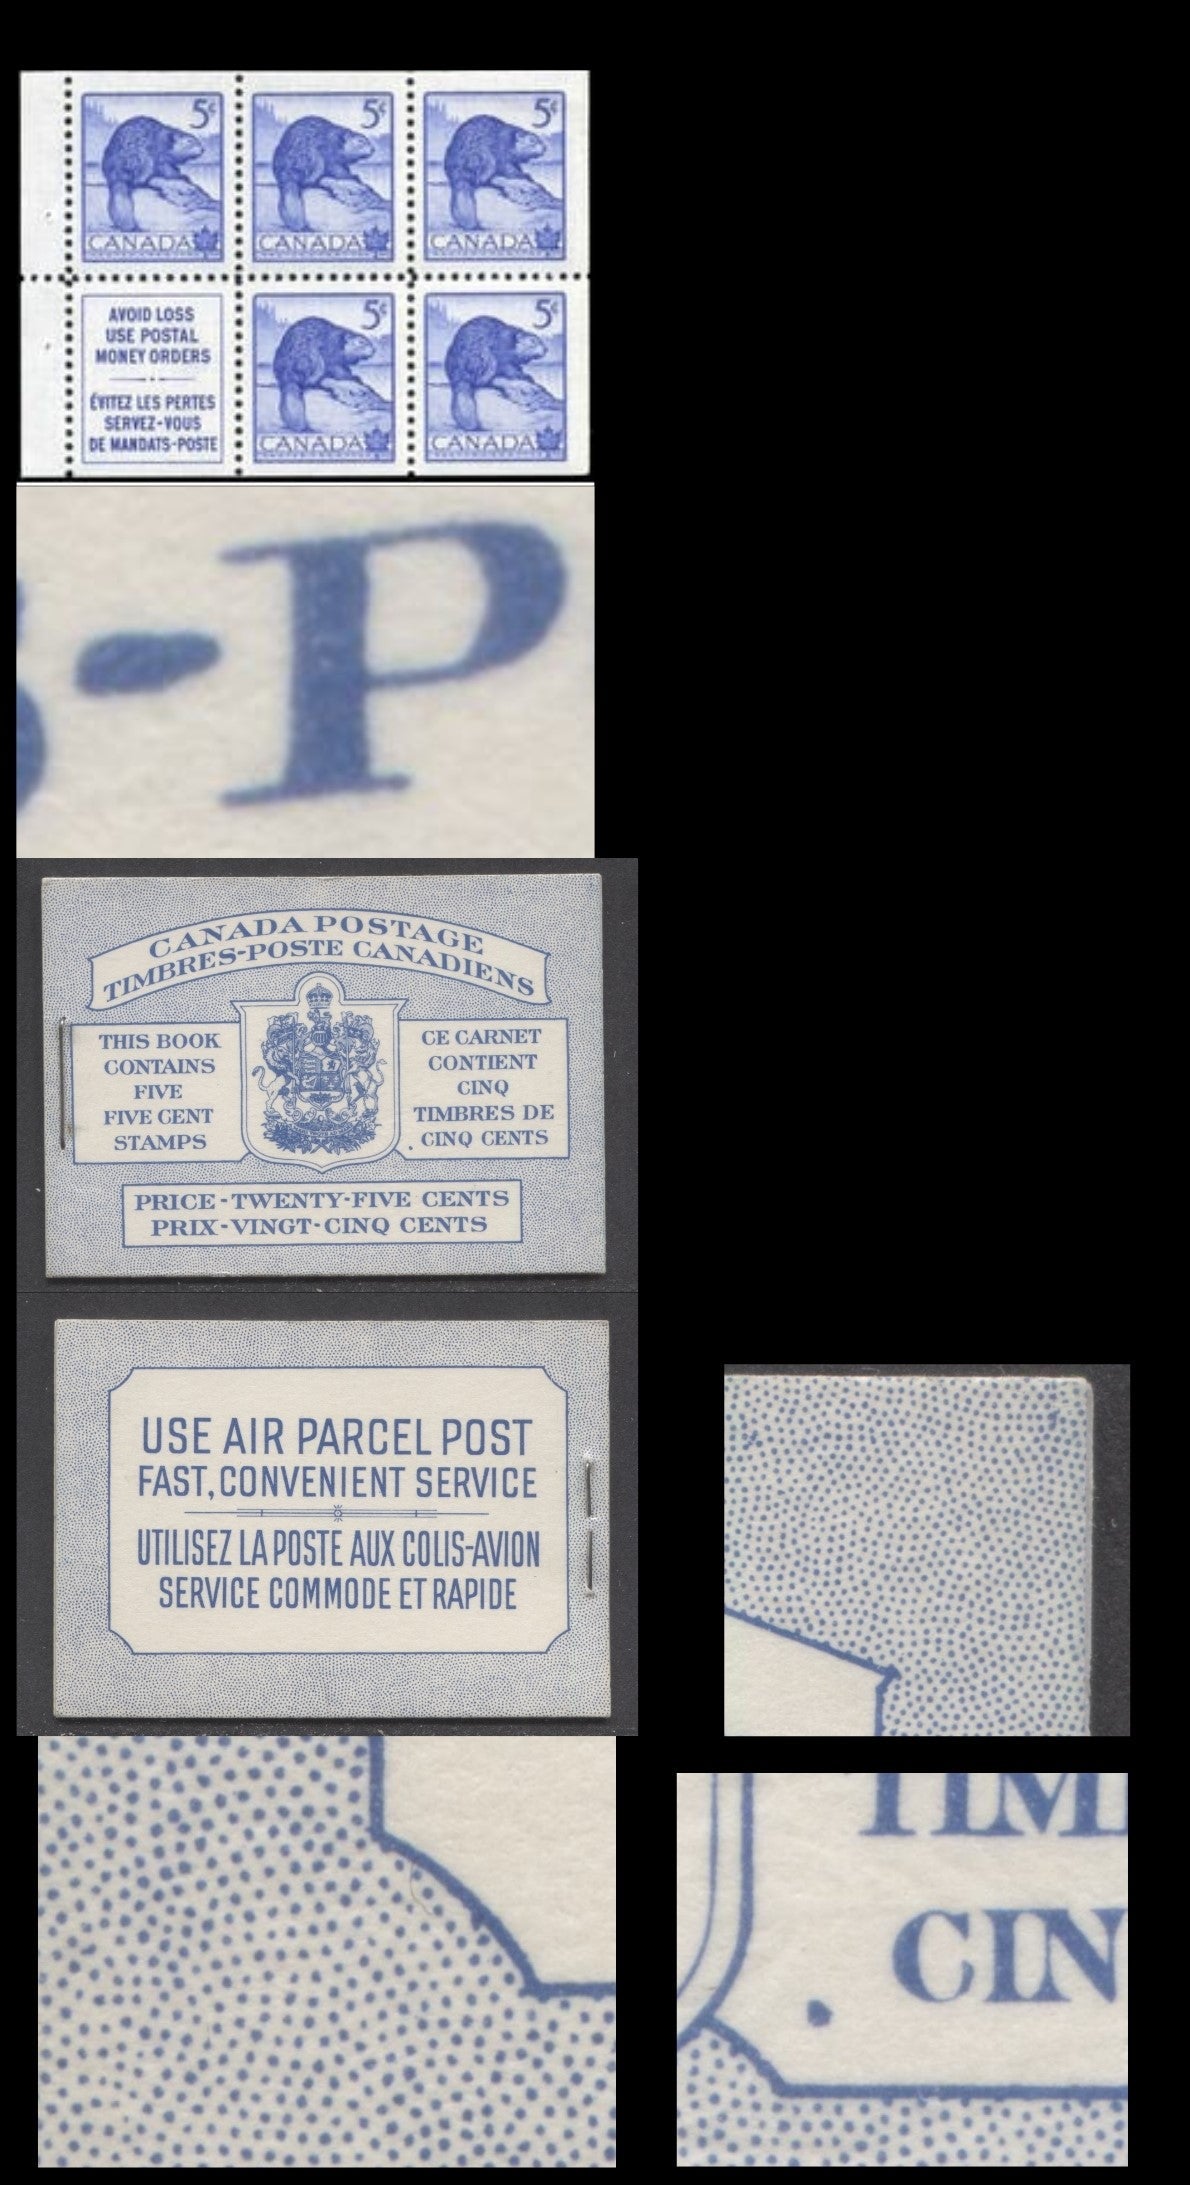 5¢ 5¢ 5¢
CANADA CANADA CANADA
AVOID LOSS
USE POSTAL
MONEY ORDERS
ÉVITEZ LES PERTES
SERVEZ-VOUS
DE MANDATS-POSTE
5¢ 5¢
CANADA CANADA
-P
CANADA POSTAGE
TIMBRES-POSTE CANADIENS
THIS BOOK
CONTAINS
FIVE
FIVE CENT
STAMPS
CE CARNET
CONTIENT
CINQ
TIMBRES DE
CINQ CENTS
PRICE-TWENTY-FIVE CENTS
PRIX-VINGT-CINQ CENTS
USE AIR PARCEL POST
FAST, CONVENIENT SERVICE
UTILISEZ LA POSTE AUX COLIS-AVION
SERVICE COMMODE ET RAPIDE
TIM
CIN